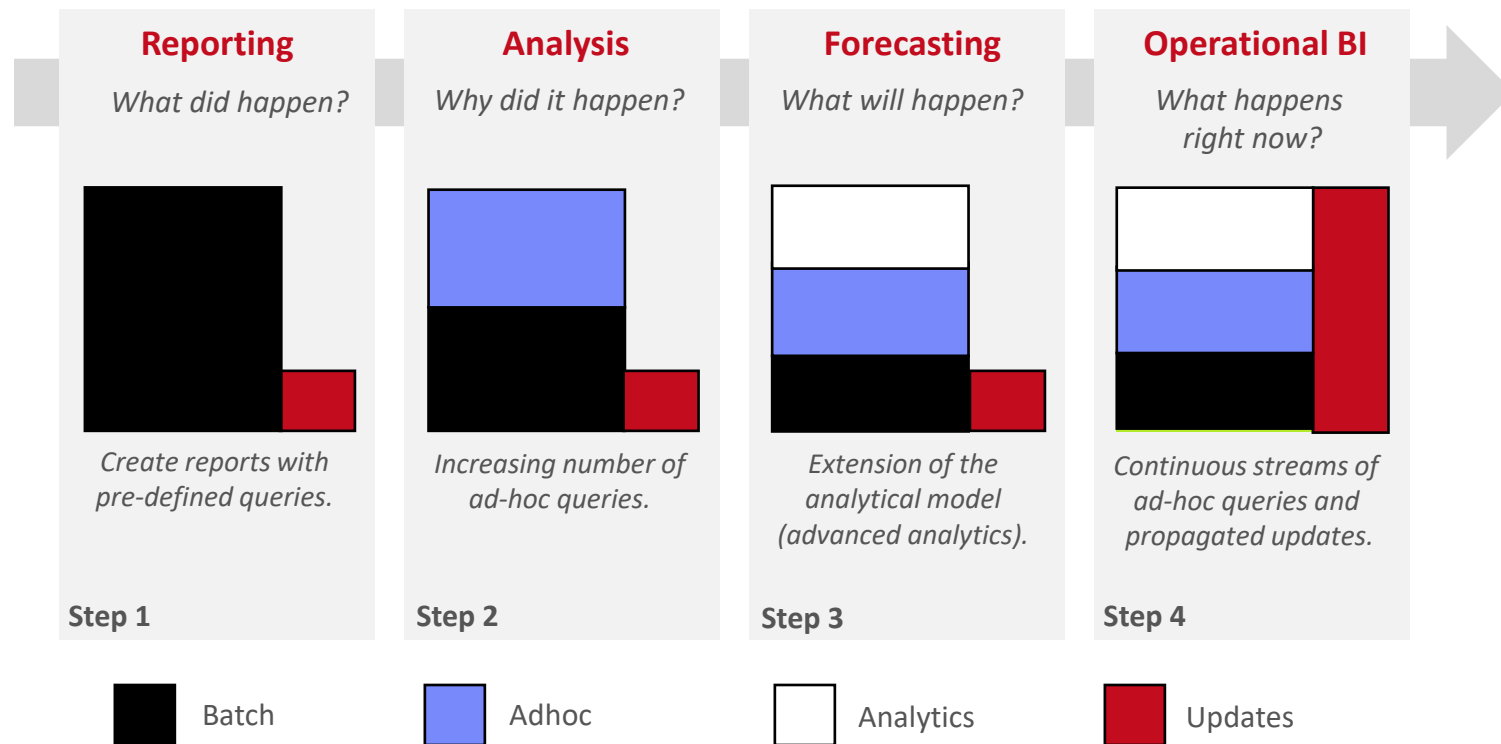 Reporting
What did happen?
Create reports with
pre-defined queries.
Step 1
Analysis
Why did it happen?
Increasing number of
ad-hoc queries.
Step 2
Forecasting
What will happen?
Extension of the
analytical model
(advanced analytics).
Step 3
Operational BI
What happens
right now?
Continuous streams of
ad-hoc queries and
propagated updates.
Step 4
Batch
Adhoc
Analytics
Updates